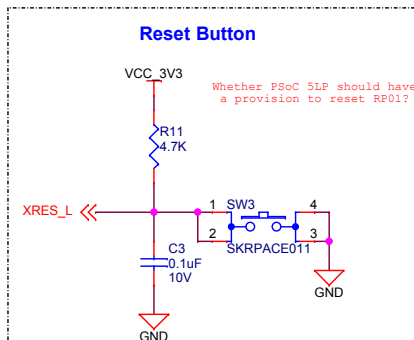 Reset Button
VCC_3V3
Whether PSoC 5LP should have
a provision to reset RP01?
R11
4.7K
XRES_L
1
SW3
4
2
3
C3
SKRPACE011
0.1uF
10V
GND
GND